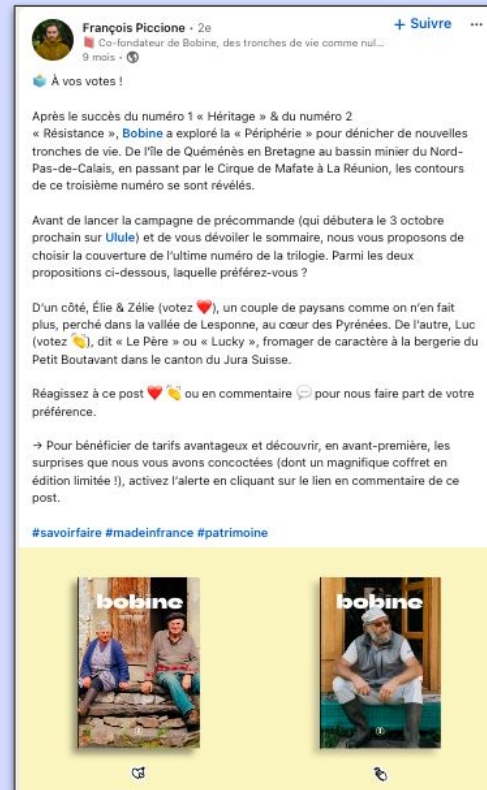 François Piccione • 2e
+ Suivre ...
Co-fondateur de Bobine, des tronches de vie comme nul...
9 mois •
À vos votes !
Après le succès du numéro 1 « Héritage » & du numéro 2
« Résistance », Bobine a exploré la « Périphérie » pour dénicher de nouvelles
tronches de vie. De l'île de Quéménès en Bretagne au bassin minier du Nord-
Pas-de-Calais, en passant par le Cirque de Mafate à La Réunion, les contours
de ce troisième numéro se sont révélés.
Avant de lancer la campagne de précommande (qui débutera le 3 octobre
prochain sur Ulule) et de vous dévoiler le sommaire, nous vous proposons de
choisir la couverture de l'ultime numéro de la trilogie. Parmi les deux
propositions ci-dessous, laquelle préférez-vous ?
D'un côté, Élie & Zélie (votez ❤️), un couple de paysans comme on n'en fait
plus, perché dans la vallée de Lesponne, au cœur des Pyrénées. De l'autre, Luc
(votez 👏), dit « Le Père » ou « Lucky », fromager de caractère à la bergerie du
Petit Boutavant dans le canton du Jura Suisse.
Réagissez à ce post ❤️ 👏 ou en commentaire 💬 pour nous faire part de votre
préférence.
→ Pour bénéficier de tarifs avantageux et découvrir, en avant-première, les
surprises que nous vous avons concoctées (dont un magnifique coffret en
édition limitée !), activez l'alerte en cliquant sur le lien en commentaire de ce
post.
#savoirfaire #madeinfrance #patrimoine
bobine
bobine